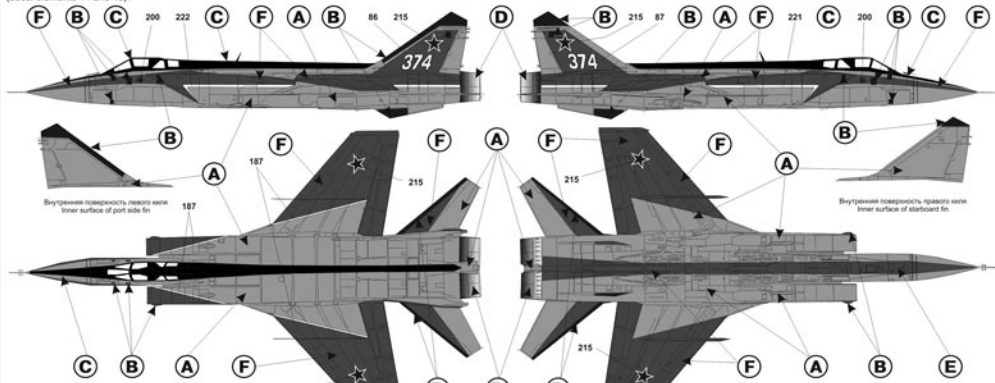 F B C 200 222 C F A B 86 215 D B 215 87 B A F 221 C 200 B C F
374 374
B B
A F A F A F F A
187 215 215
Внутренняя поверхность левого киля
Inner surface of port side fin
Внутренняя поверхность правого киля
Inner surface of starboard fin
187
187
215
C B A F F A B E